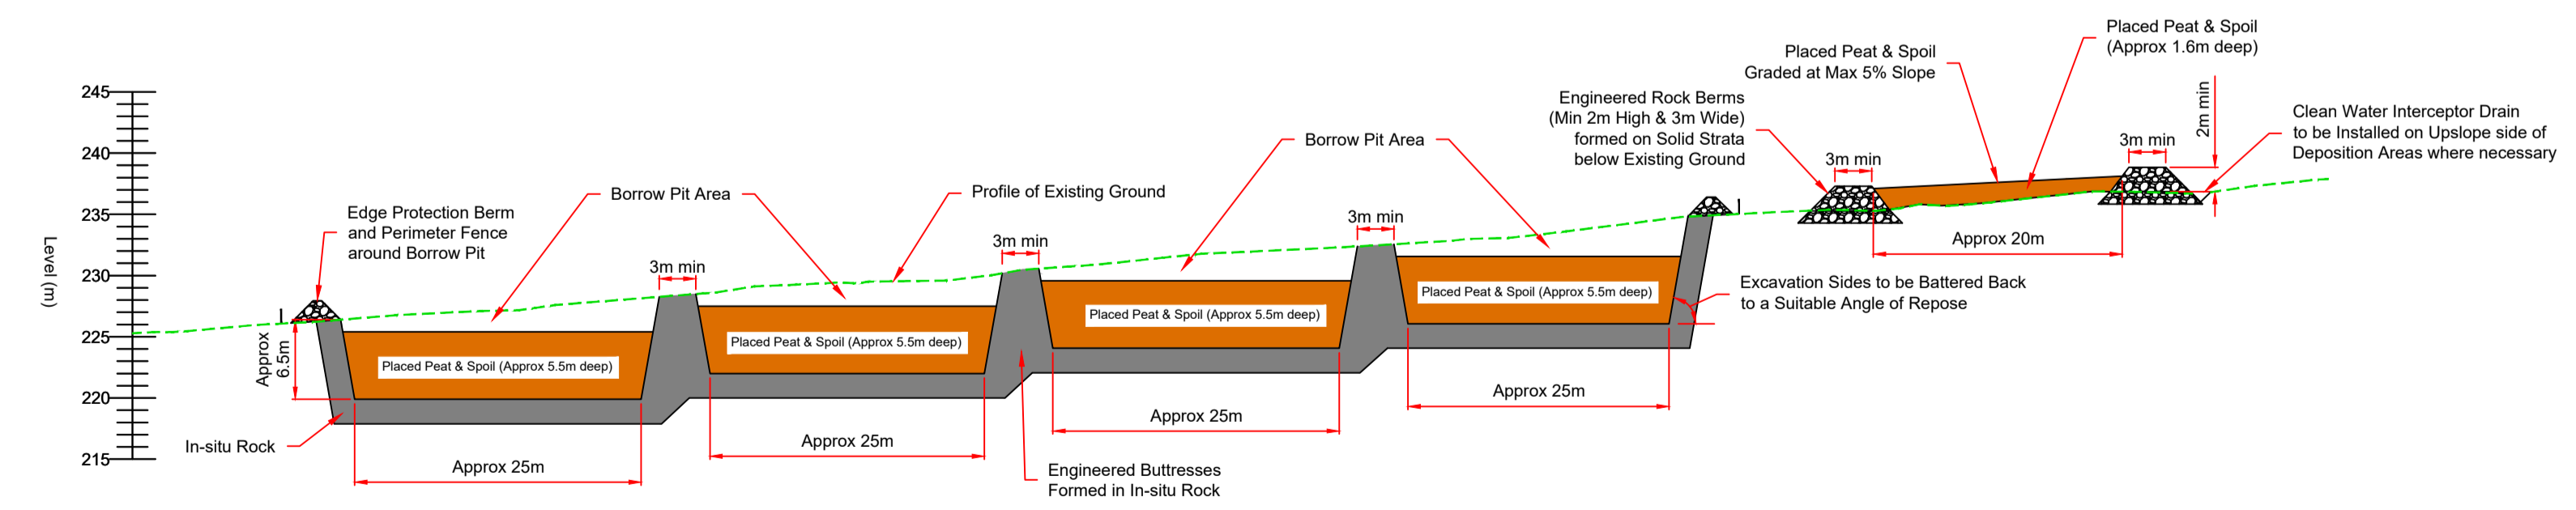 Placed Peat & Spoil
(Approx 1.6m deep)
Placed Peat & Spoil
Graded at Max 5% Slope
Engineered Rock Berms
(Min 2m High & 3m Wide)
formed on Solid Strata
below Existing Ground
2m min
Clean Water Interceptor Drain
to be Installed on Upslope side of
Deposition Areas where necessary
3m min
3m min
Approx 20m
Borrow Pit Area
Borrow Pit Area
Profile of Existing Ground
Edge Protection Berm
and Perimeter Fence
around Borrow Pit
3m min
3m min
3m min
Level (m)
245
240
235
230
225
220
215
Approx
6.5m
Placed Peat & Spoil (Approx 5.5m deep)
Placed Peat & Spoil (Approx 5.5m deep)
Placed Peat & Spoil (Approx 5.5m deep)
Placed Peat & Spoil (Approx 5.5m deep)
Excavation Sides to be Battered Back
to a Suitable Angle of Repose
In-situ Rock
Approx 25m
Approx 25m
Approx 25m
Approx 25m
Engineered Buttresses
Formed in In-situ Rock